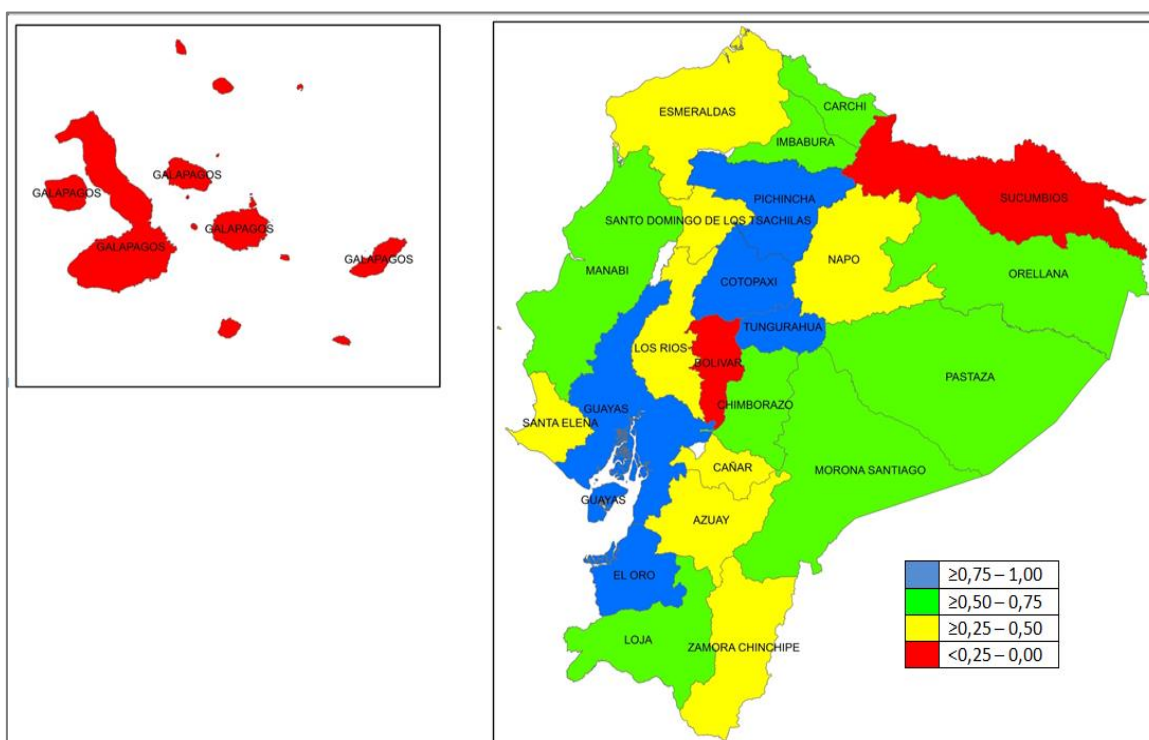 GALAPAGOS
GALAPAGOS
GALAPAGOS
GALAPAGOS
GALAPAGOS
ESMERALDAS
CARCHI
IMBABURA
SUCUMBIOS
PICHINCHA
SANTO DOMINGO DE LOS TSACHILAS
NAPO
MANABI
ORELLANA
COTOPAXI
TUNGURAHUA
LOS RIOS
BOLIVAR
PASTAZA
CHIMBORAZO
GUAYAS
SANTA ELENA
CAÑAR
MORONA SANTIAGO
GUAYAS
AZUAY
EL ORO
LOJA
ZAMORA CHINCHIPE
≥0,75 – 1,00
≥0,50 – 0,75
≥0,25 – 0,50
<0,25 – 0,00